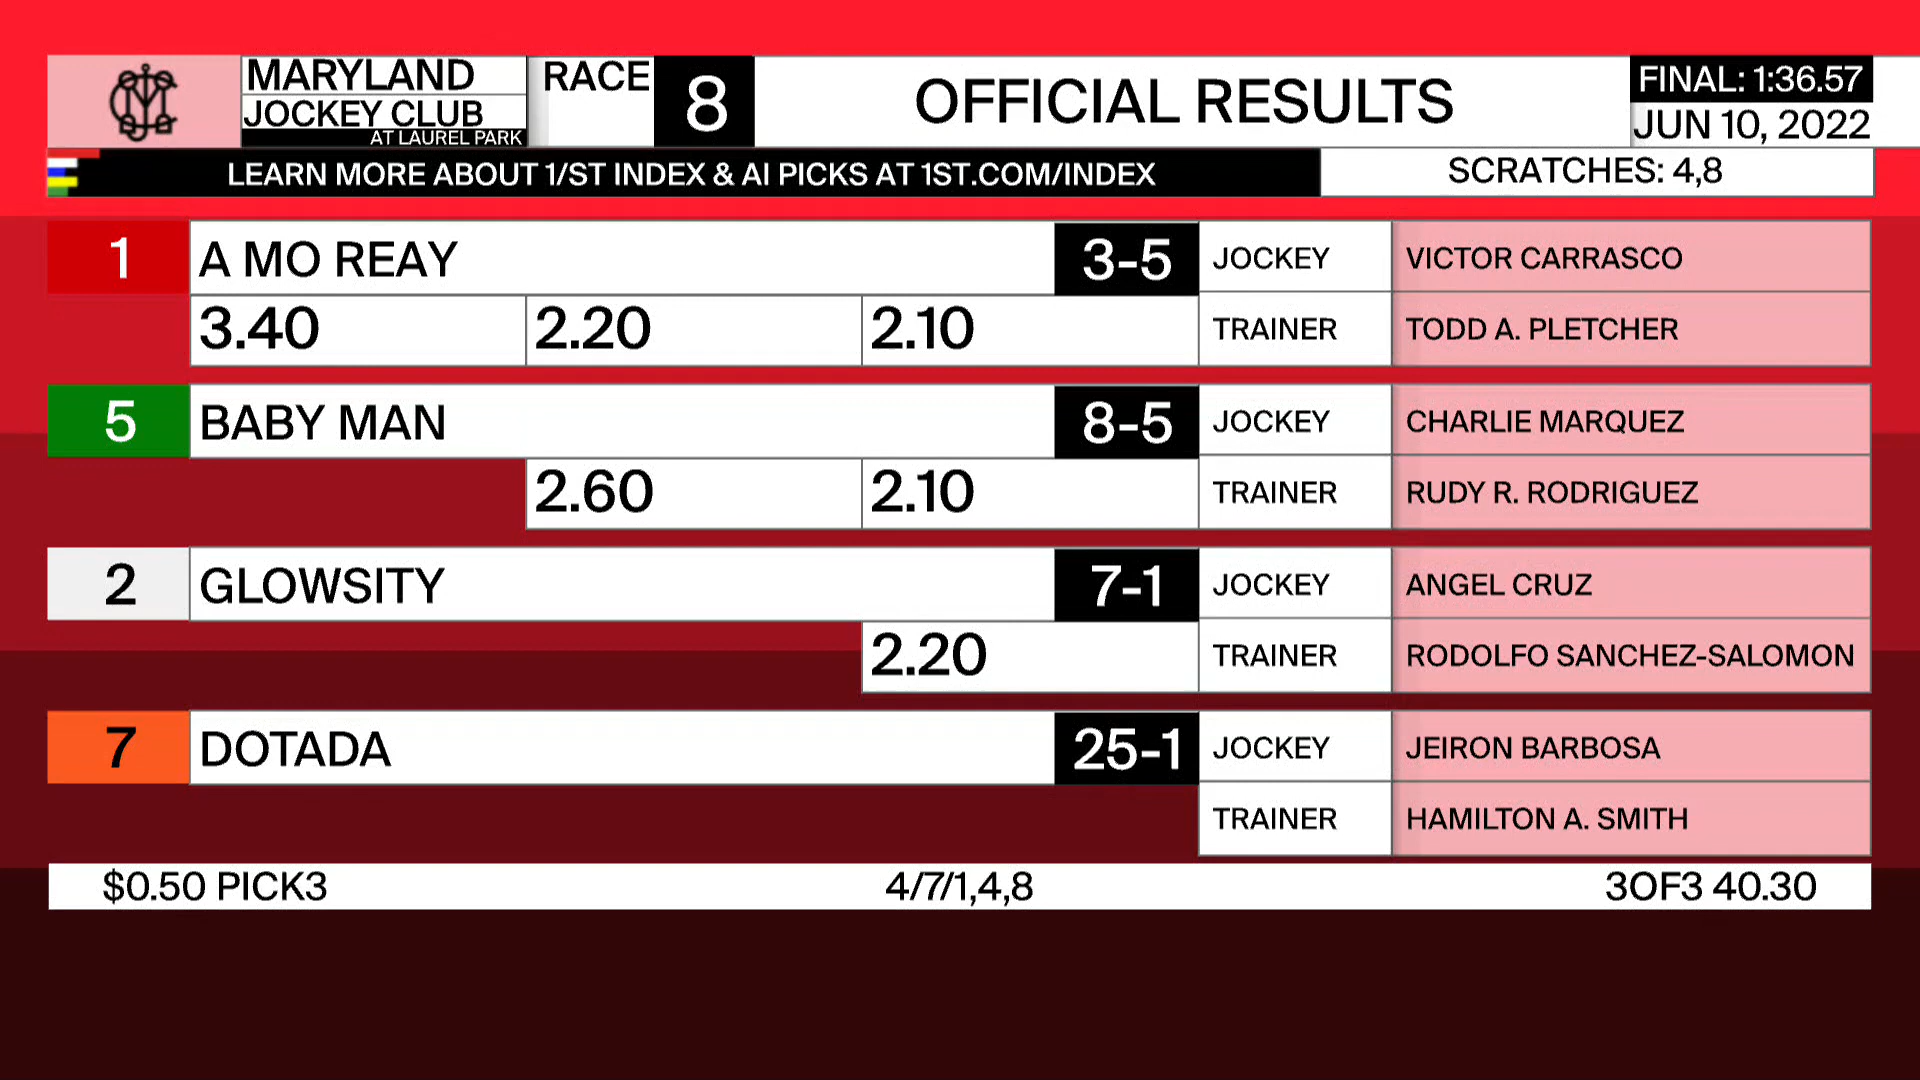 MARYLAND
JOCKEY CLUB
AT LAUREL PARK
RACE 8
OFFICIAL RESULTS
FINAL: 1:36.57
JUN 10, 2022
LEARN MORE ABOUT 1/ST INDEX & AI PICKS AT 1ST.COM/INDEX
SCRATCHES: 4,8
1 A MO REAY 3-5 JOCKEY VICTOR CARRASCO
3.40 2.20 2.10 TRAINER TODD A. PLETCHER
5 BABY MAN 8-5 JOCKEY CHARLIE MARQUEZ
2.60 2.10 TRAINER RUDY R. RODRIGUEZ
2 GLOWSITY 7-1 JOCKEY ANGEL CRUZ
2.20 TRAINER RODOLFO SANCHEZ-SALOMON
7 DOTADA 25-1 JOCKEY JEIRON BARBOSA
TRAINER HAMILTON A. SMITH
$0.50 PICK3 4/7/1,4,8 3OF3 40.30